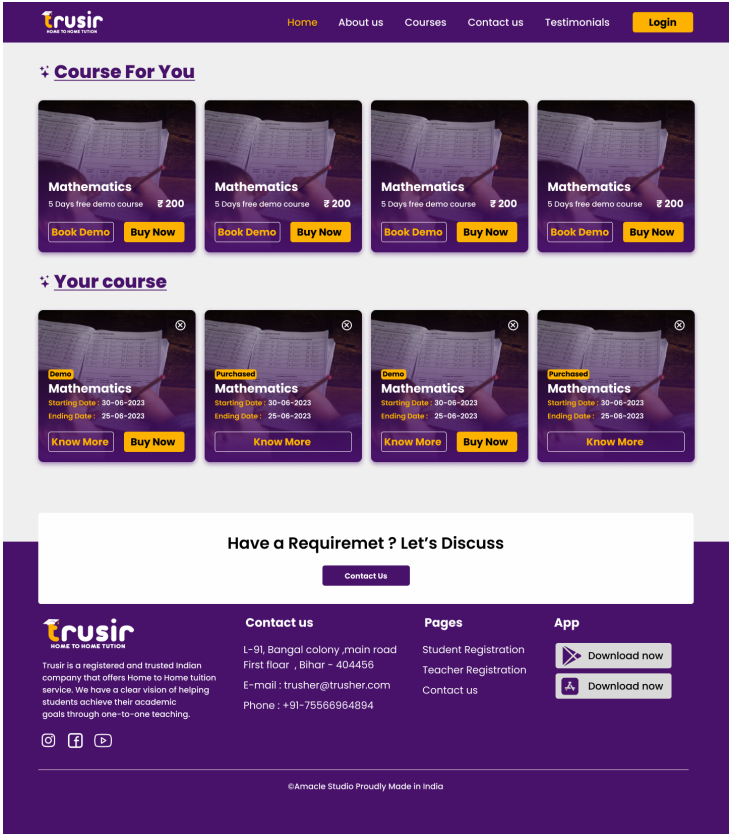 trusir
HOME TO HOME TUTION
Home About us Courses Contact us Testimonials Login
Course For You
Mathematics
5 Days free demo course ₹ 200
Book Demo Buy Now
Mathematics
5 Days free demo course ₹ 200
Book Demo Buy Now
Mathematics
5 Days free demo course ₹ 200
Book Demo Buy Now
Mathematics
5 Days free demo course ₹ 200
Book Demo Buy Now
Your course
Demo
Mathematics
Starting Date : 30-06-2023
Ending Date : 25-06-2023
Know More Buy Now
Purchased
Mathematics
Starting Date : 30-06-2023
Ending Date : 25-06-2023
Know More
Demo
Mathematics
Starting Date : 30-06-2023
Ending Date : 25-06-2023
Know More Buy Now
Purchased
Mathematics
Starting Date : 30-06-2023
Ending Date : 25-06-2023
Know More
Have a Requiremet ? Let's Discuss
Contact Us
trusir
HOME TO HOME TUTION
Trusir is a registered and trusted Indian
company that offers Home to Home tuition
service. We have a clear vision of helping
students achieve their academic
goals through one-to-one teaching.
Contact us
L-91, Bangal colony ,main road
First floar , Bihar - 404456
E-mail : trusher@trusher.com
Phone : +91-75566964894
Pages
Student Registration
Teacher Registration
Contact us
App
Download now
Download now
©Amacle Studio Proudly Made in India